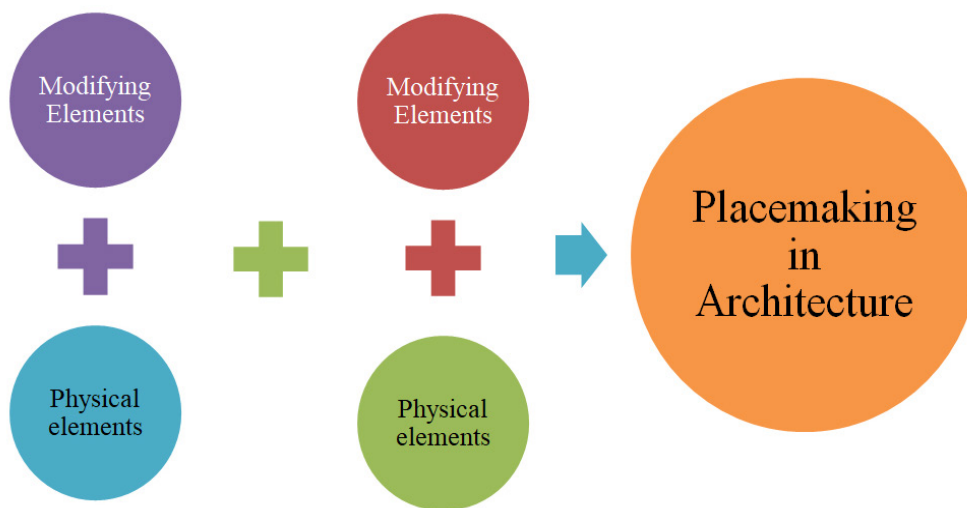 Modifying
Elements
Modifying
Elements
Placemaking
in
Architecture
Physical
elements
Physical
elements